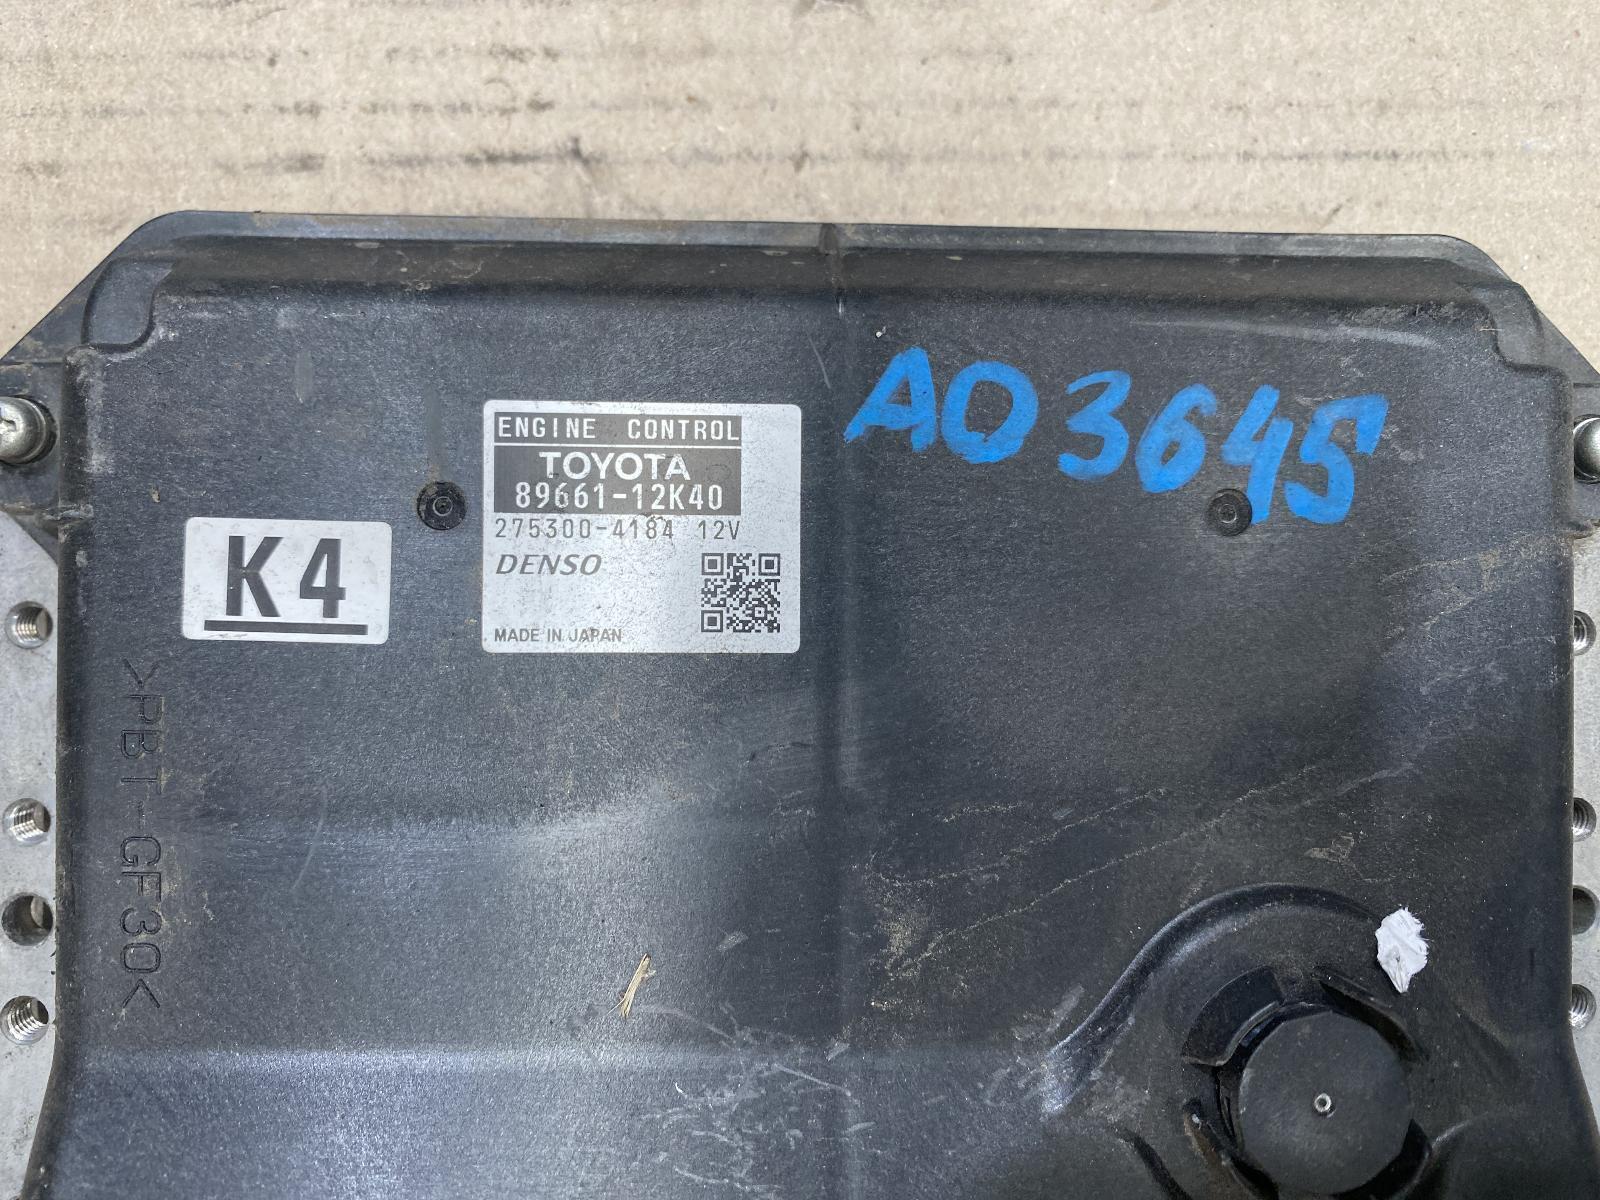 AO3645
ENGINE CONTROL
TOYOTA
89661-12K40
275300-4184 12V
DENSO
MADE IN JAPAN
K4
>PBT-GF30<